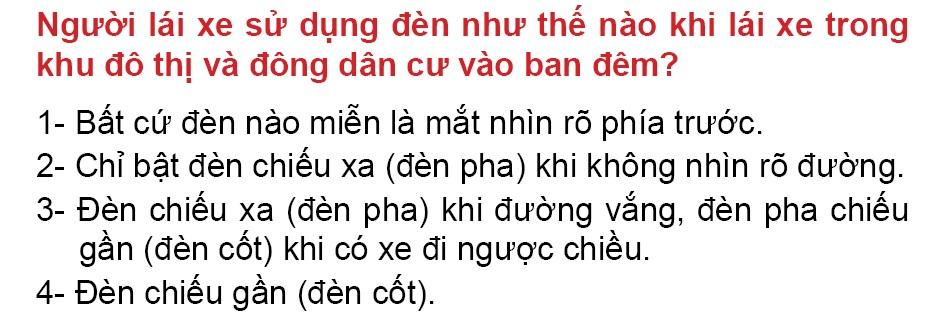 Người lái xe sử dụng đèn như thế nào khi lái xe trong
khu đô thị và đông dân cư vào ban đêm?
1- Bất cứ đèn nào miễn là mắt nhìn rõ phía trước.
2- Chỉ bật đèn chiếu xa (đèn pha) khi không nhìn rõ đường.
3- Đèn chiếu xa (đèn pha) khi đường vắng, đèn pha chiếu
gần (đèn cốt) khi có xe đi ngược chiều.
4- Đèn chiếu gần (đèn cốt).